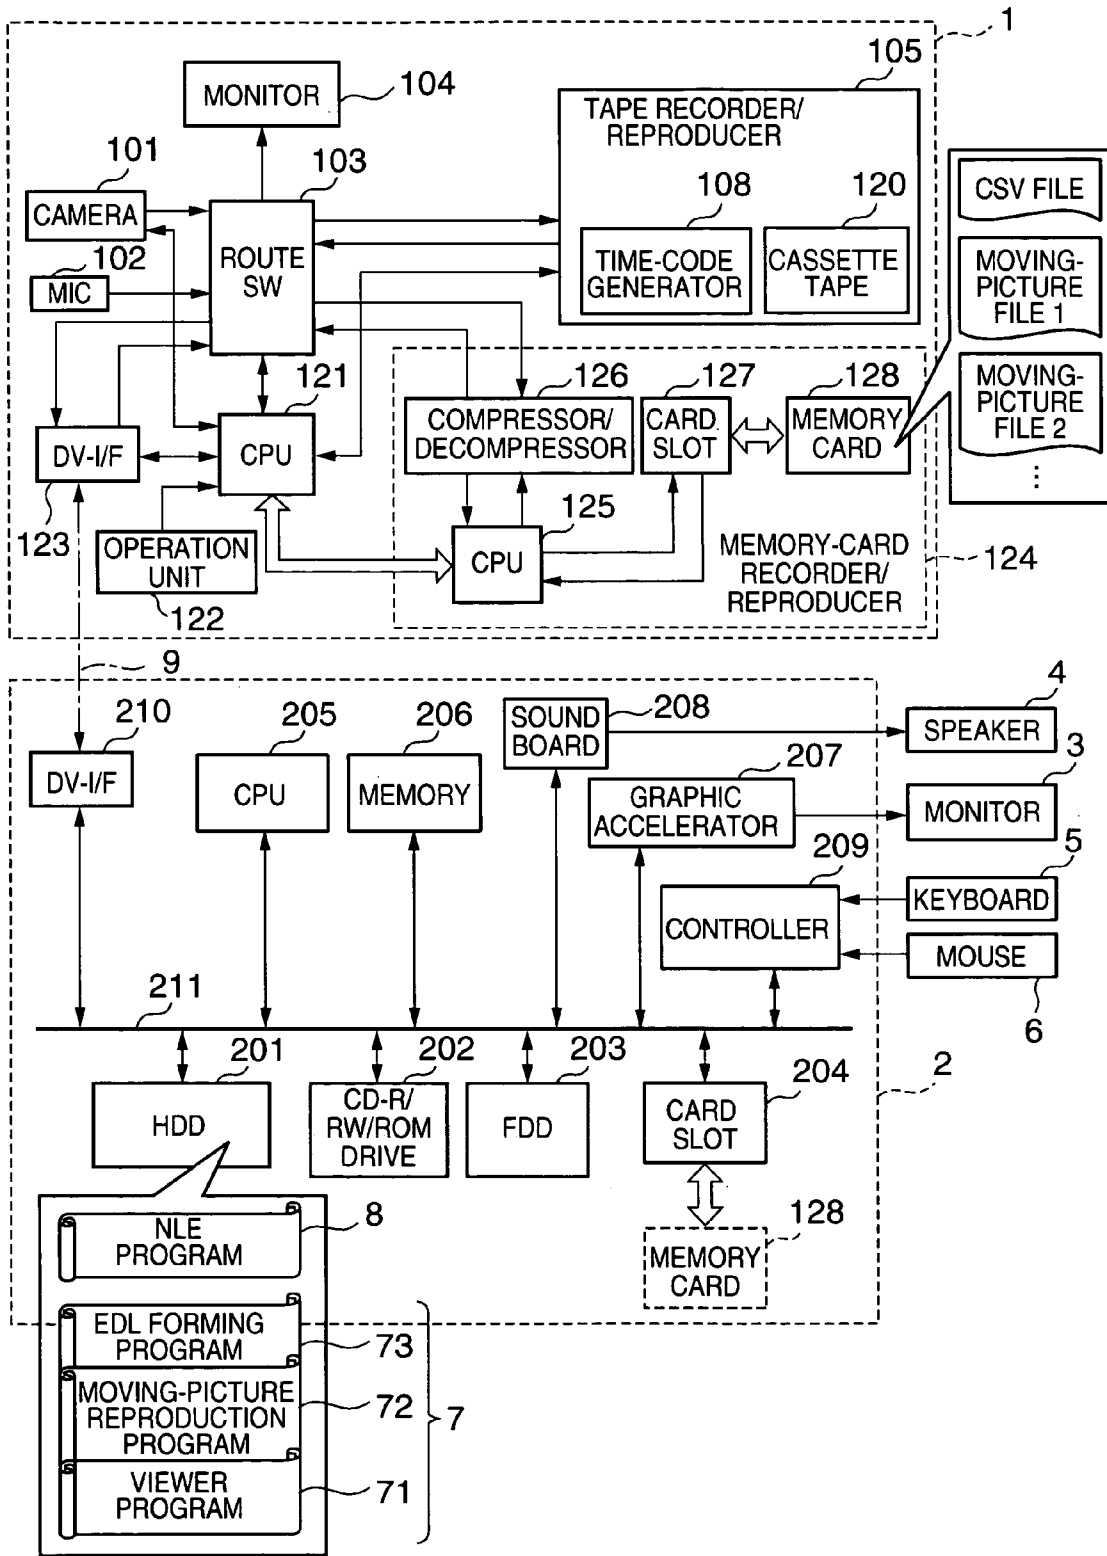 1
105
MONITOR
104
TAPE RECORDER/
REPRODUCER
101
103
CAMERA
108
120
CSV FILE
102
ROUTE
SW
TIME-CODE
GENERATOR
CASSETTE
TAPE
MIC
MOVING-
PICTURE
FILE 1
121
126
127
128
MOVING-
PICTURE
FILE 2
...
COMPRESSOR/
DECOMPRESSOR
CARD
SLOT
MEMORY
CARD
DV-I/F
CPU
125
123
OPERATION
UNIT
CPU
MEMORY-CARD
RECORDER/
REPRODUCER
124
122
9
4
210
205
206
SOUND
BOARD
208
SPEAKER
207
3
DV-I/F
CPU
MEMORY
GRAPHIC
ACCELERATOR
MONITOR
209
5
CONTROLLER
KEYBOARD
MOUSE
211
6
201
202
203
204
2
HDD
CD-R/
RW/ROM
DRIVE
FDD
CARD
SLOT
128
8
NLE
PROGRAM
MEMORY
CARD
EDL FORMING
PROGRAM
73
MOVING-PICTURE
REPRODUCTION
PROGRAM
72
7
VIEWER
PROGRAM
71